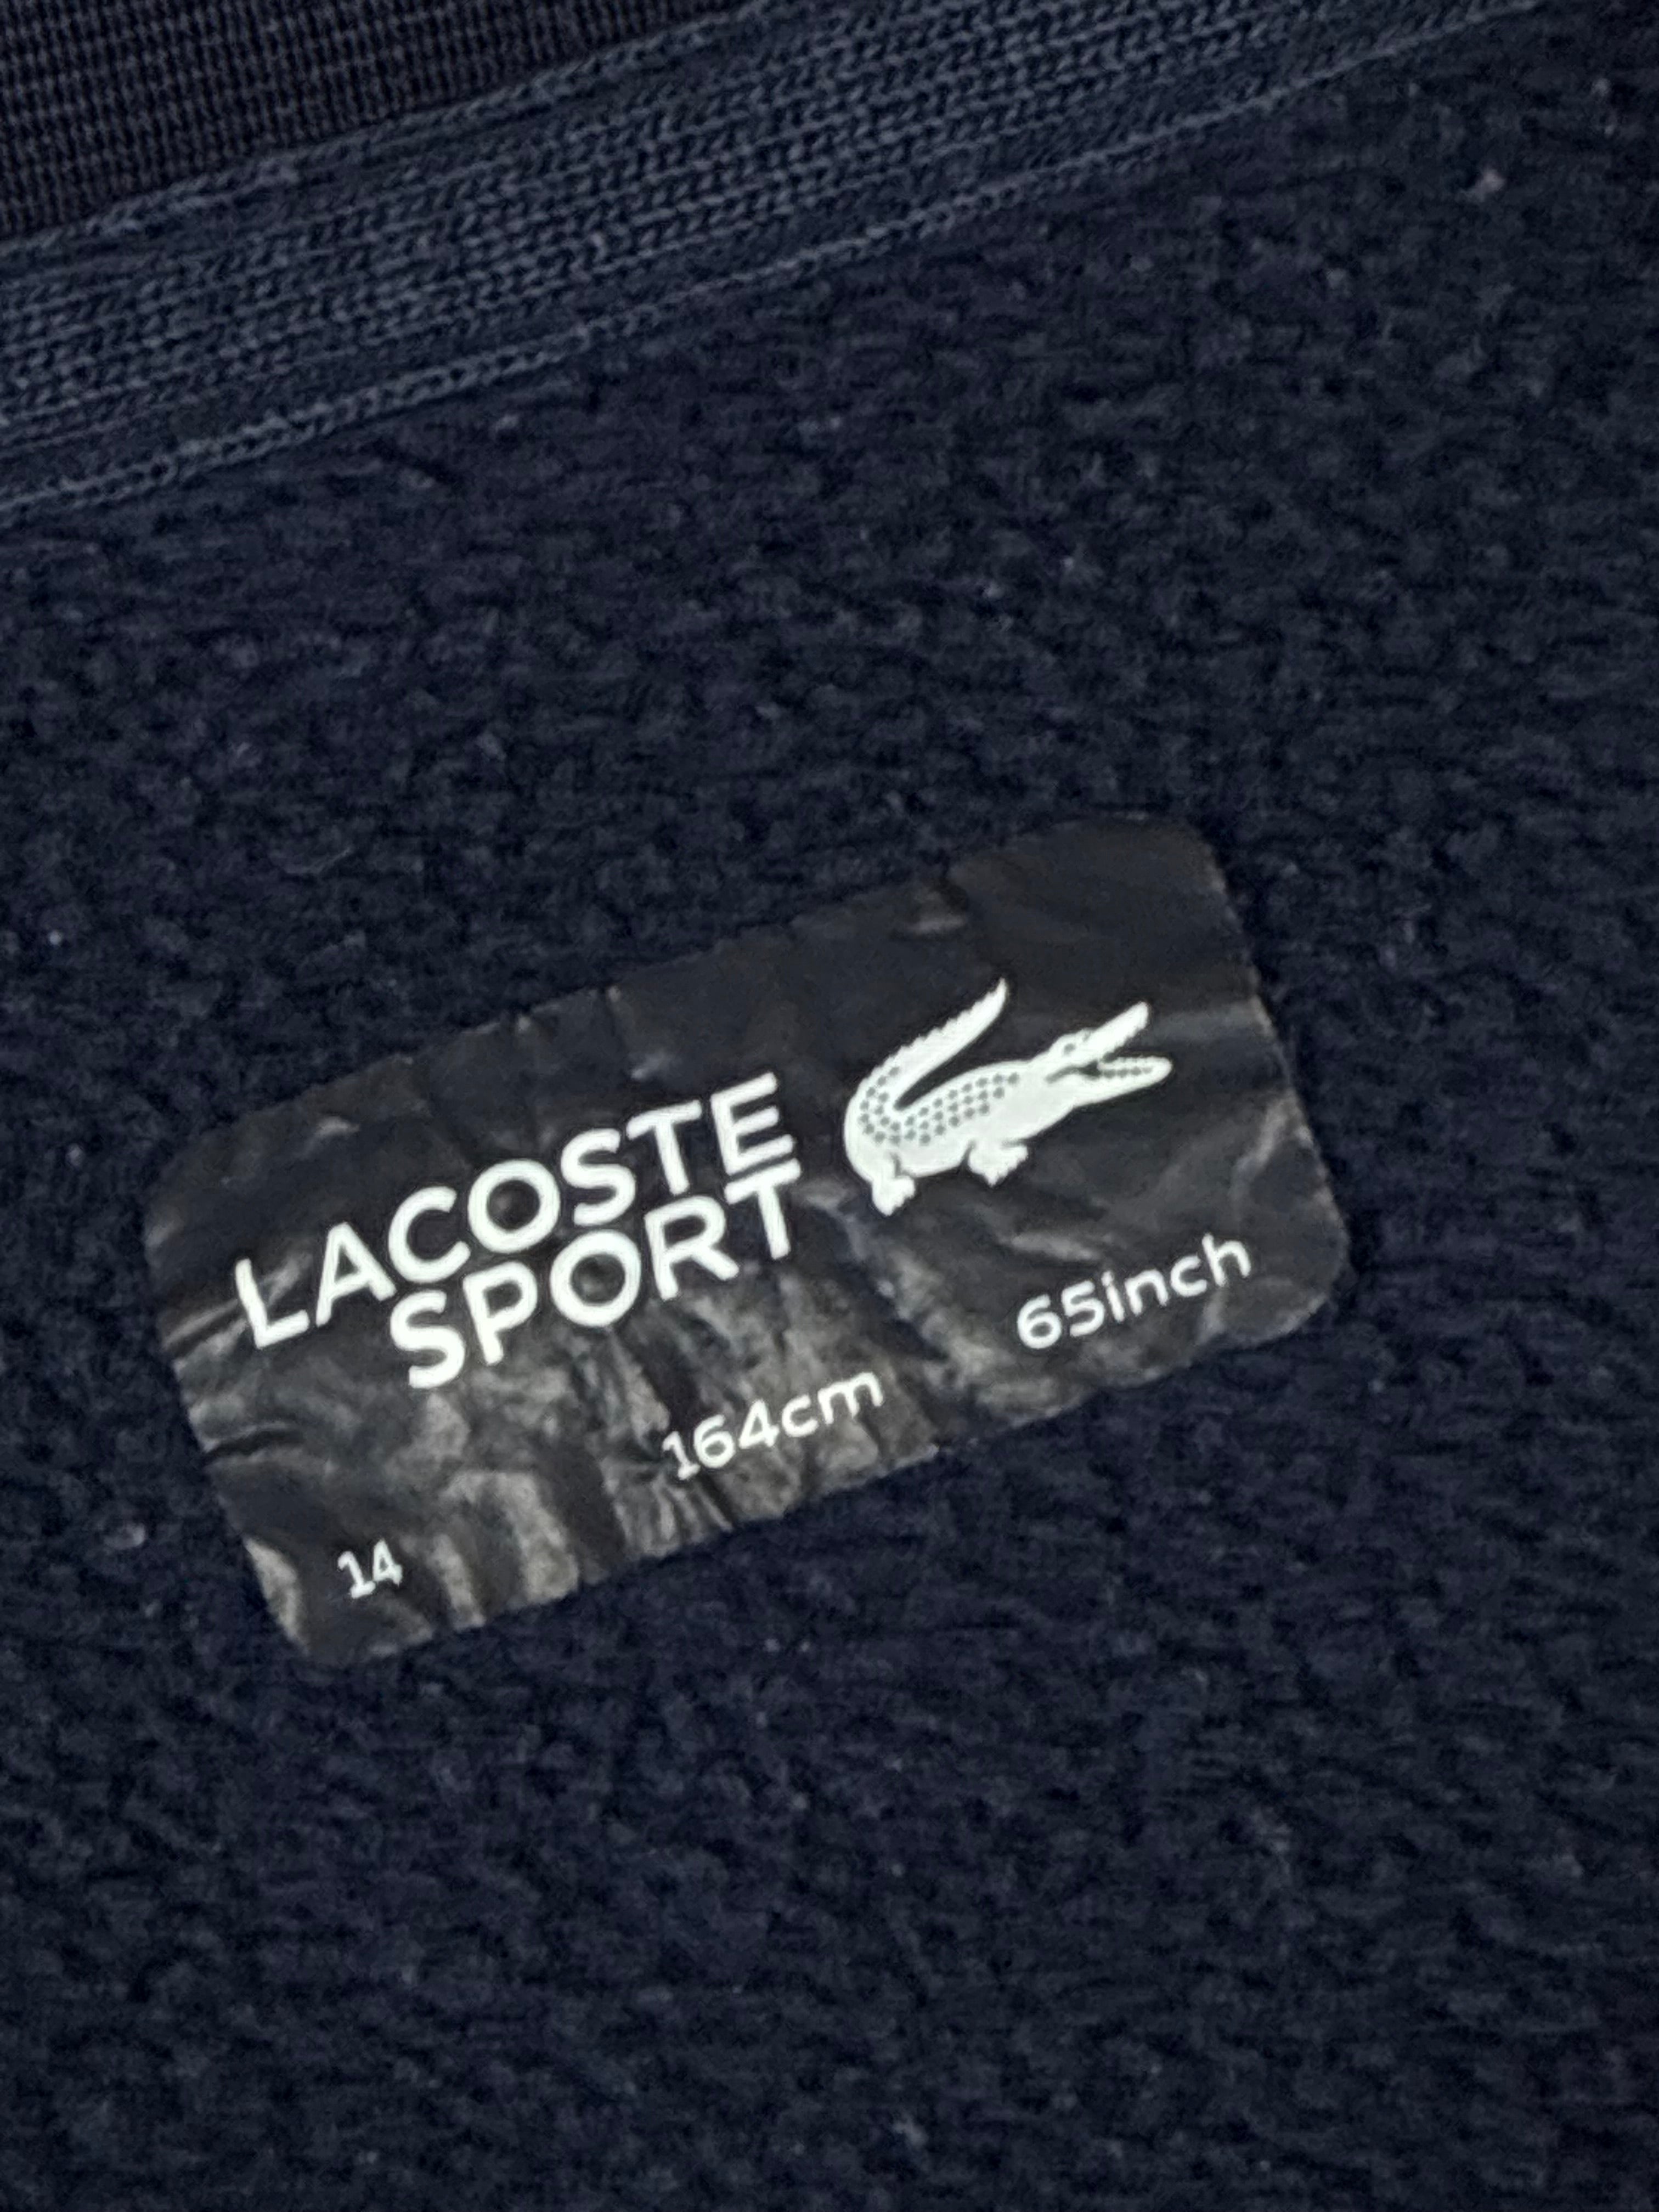 LACOSTE
SPORT
14 164cm 65inch